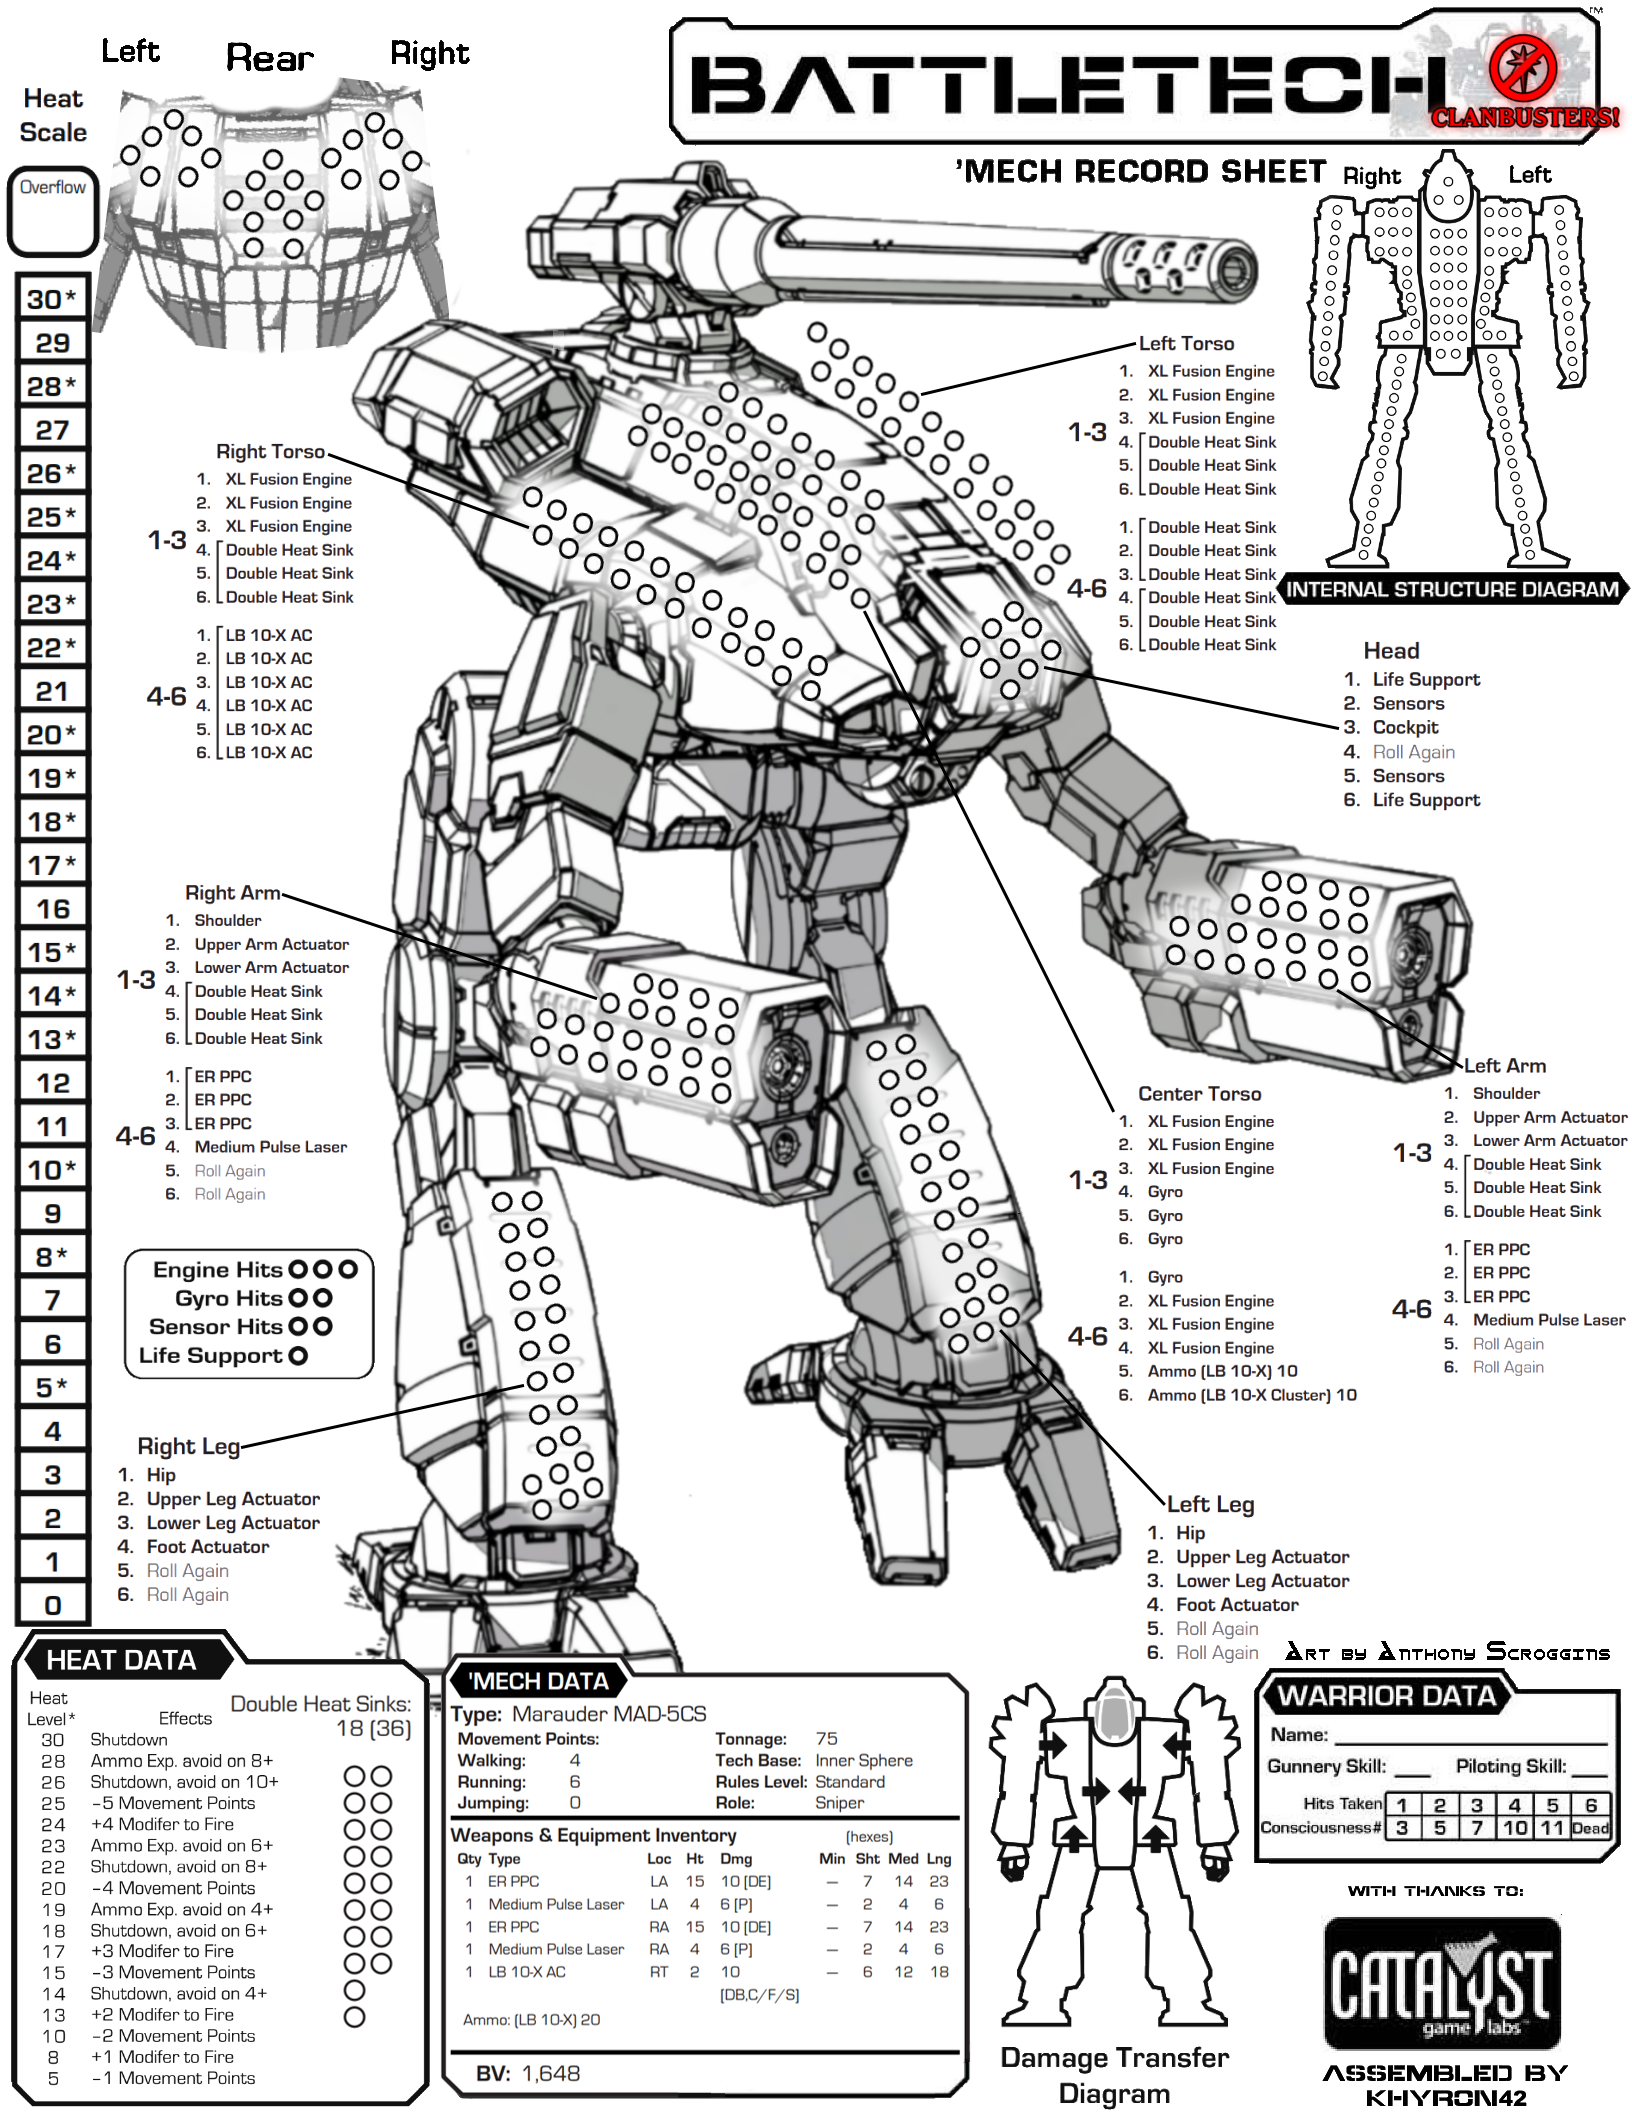 Left Rear Right
BATTLETECH
TM
CLANBUSTERS!
'MECH RECORD SHEET
Right Left
INTERNAL STRUCTURE DIAGRAM
Heat
Scale
Overflow
30*
29
28*
27
26*
25*
24*
23*
22*
21
20*
19*
18*
17*
16
15*
14*
13*
12
11
10*
9
8*
7
6
5*
4
3
2
1
0
Left Torso
1-3
1. XL Fusion Engine
2. XL Fusion Engine
3. XL Fusion Engine
4. Double Heat Sink
5. Double Heat Sink
6. Double Heat Sink
4-6
1. Double Heat Sink
2. Double Heat Sink
3. Double Heat Sink
4. Double Heat Sink
5. Double Heat Sink
6. Double Heat Sink
Right Torso
1-3
1. XL Fusion Engine
2. XL Fusion Engine
3. XL Fusion Engine
4. Double Heat Sink
5. Double Heat Sink
6. Double Heat Sink
4-6
1. LB 10-X AC
2. LB 10-X AC
3. LB 10-X AC
4. LB 10-X AC
5. LB 10-X AC
6. LB 10-X AC
Head
1. Life Support
2. Sensors
3. Cockpit
4. Roll Again
5. Sensors
6. Life Support
Right Arm
1-3
1. Shoulder
2. Upper Arm Actuator
3. Lower Arm Actuator
4. Double Heat Sink
5. Double Heat Sink
6. Double Heat Sink
4-6
1. ER PPC
2. ER PPC
3. ER PPC
4. Medium Pulse Laser
5. Roll Again
6. Roll Again
Center Torso
1-3
1. XL Fusion Engine
2. XL Fusion Engine
3. XL Fusion Engine
4. Gyro
5. Gyro
6. Gyro
4-6
1. Gyro
2. XL Fusion Engine
3. XL Fusion Engine
4. XL Fusion Engine
5. Ammo (LB 10-X) 10
6. Ammo (LB 10-X Cluster) 10
Left Arm
1-3
1. Shoulder
2. Upper Arm Actuator
3. Lower Arm Actuator
4. Double Heat Sink
5. Double Heat Sink
6. Double Heat Sink
4-6
1. ER PPC
2. ER PPC
3. ER PPC
4. Medium Pulse Laser
5. Roll Again
6. Roll Again
Engine Hits
Gyro Hits
Sensor Hits
Life Support
Right Leg
1. Hip
2. Upper Leg Actuator
3. Lower Leg Actuator
4. Foot Actuator
5. Roll Again
6. Roll Again
Left Leg
1. Hip
2. Upper Leg Actuator
3. Lower Leg Actuator
4. Foot Actuator
5. Roll Again
6. Roll Again
Art by Anthony Scroggins
HEAT DATA
Heat
Level* Effects
Double Heat Sinks:
18 (36)
30 Shutdown
28 Ammo Exp. avoid on 8+
26 Shutdown, avoid on 10+
25 -5 Movement Points
24 +4 Modifer to Fire
23 Ammo Exp. avoid on 6+
22 Shutdown, avoid on 8+
20 -4 Movement Points
19 Ammo Exp. avoid on 4+
18 Shutdown, avoid on 6+
17 +3 Modifer to Fire
15 -3 Movement Points
14 Shutdown, avoid on 4+
13 +2 Modifer to Fire
10 -2 Movement Points
8 +1 Modifer to Fire
5 -1 Movement Points
'MECH DATA
Type: Marauder MAD-5CS
Movement Points: Tonnage: 75
Walking: 4 Tech Base: Inner Sphere
Running: 6 Rules Level: Standard
Jumping: 0 Role: Sniper
Weapons & Equipment Inventory (hexes)
Qty Type Loc Ht Dmg Min Sht Med Lng
1 ER PPC LA 15 10 [DE] — 7 14 23
1 Medium Pulse Laser LA 4 6 [P] — 2 4 6
1 ER PPC RA 15 10 [DE] — 7 14 23
1 Medium Pulse Laser RA 4 6 [P] — 2 4 6
1 LB 10-X AC RT 2 10 — 6 12 18
[DB,C/F/S]
Ammo: (LB 10-X) 20
BV: 1,648
Damage Transfer
Diagram
WARRIOR DATA
Name:
Gunnery Skill: Piloting Skill:
Hits Taken 1 2 3 4 5 6
Consciousness# 3 5 7 10 11 Dead
WITH THANKS TO:
CATALYST
game labs
ASSEMBLED BY
KHYRON42